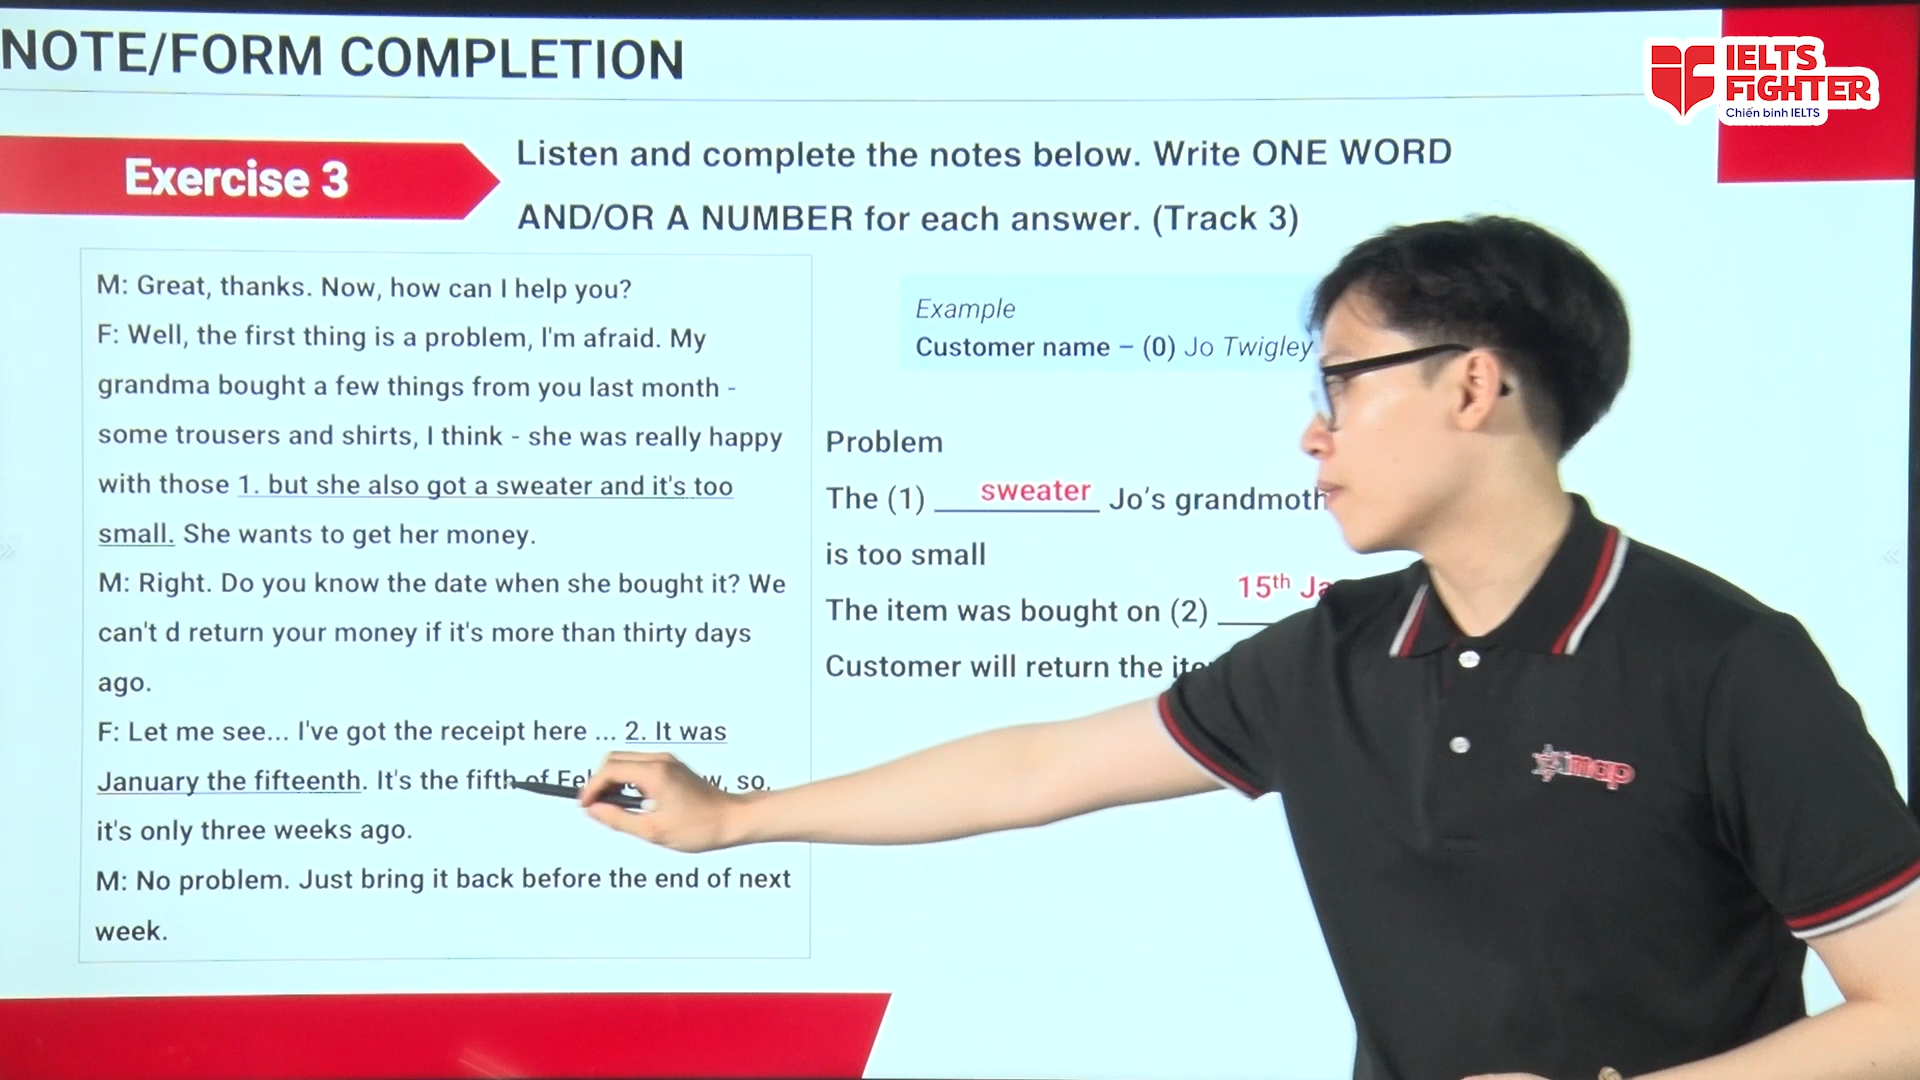 NOTE/FORM COMPLETION
IELTS
FIGHTER
Chiến binh IELTS
Exercise 3
Listen and complete the notes below. Write ONE WORD
AND/OR A NUMBER for each answer. (Track 3)
M: Great, thanks. Now, how can I help you?
F: Well, the first thing is a problem, I'm afraid. My
grandma bought a few things from you last month -
some trousers and shirts, I think - she was really happy
with those 1. but she also got a sweater and it's too
small. She wants to get her money.
M: Right. Do you know the date when she bought it? We
can't d return your money if it's more than thirty days
ago.
F: Let me see... I've got the receipt here ... 2. It was
January the fifteenth. It's the fifth of so,
it's only three weeks ago.
M: No problem. Just bring it back before the end of next
week.
Example
Customer name – (0) Jo Twigley
Problem
The (1) sweater Jo's
is too small
15th
The item was bought on (2)
Customer will return the
imap